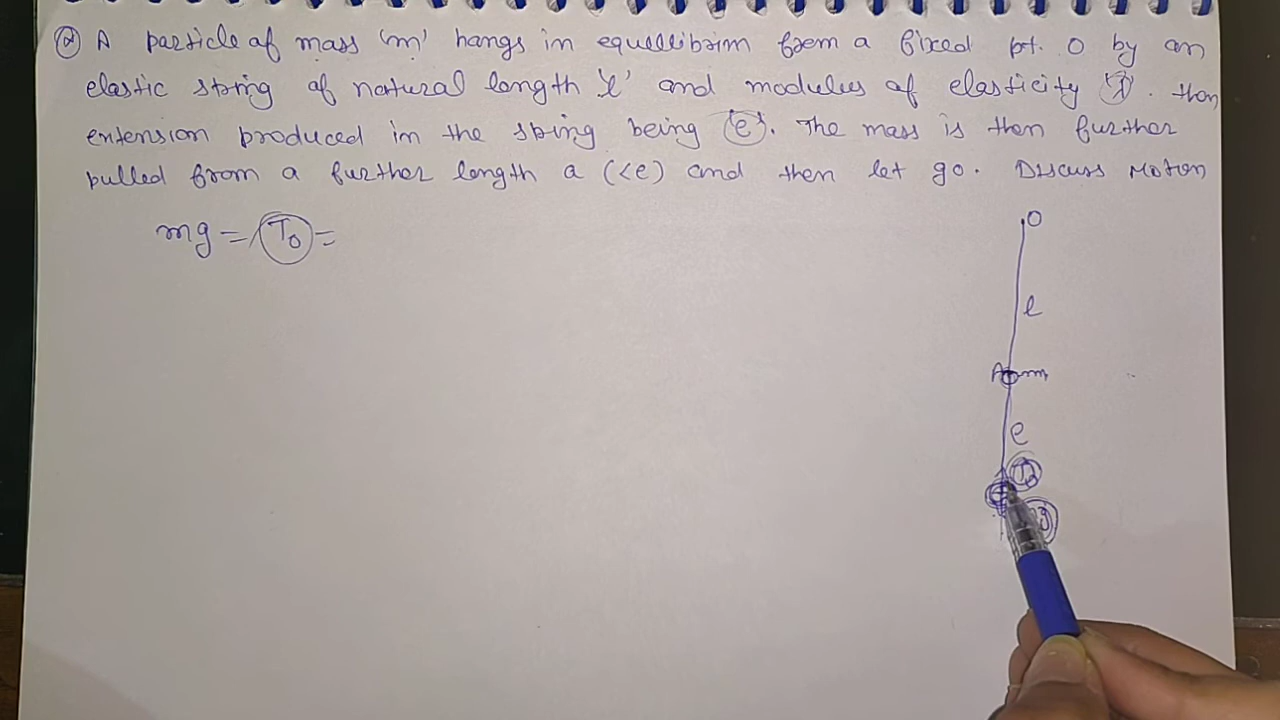 ② A particle of mass 'm' hangs in equellibrim from a fixed pt. O by an
elastic string of natural length 'l' and modulus of elasticity 'λ'. then
extension produced in the string being 'e'. The mass is then further
pulled from a further length a (<e) and then let go. Discuss Motion
mg = T₀ =
O
l
A m
e
T₀